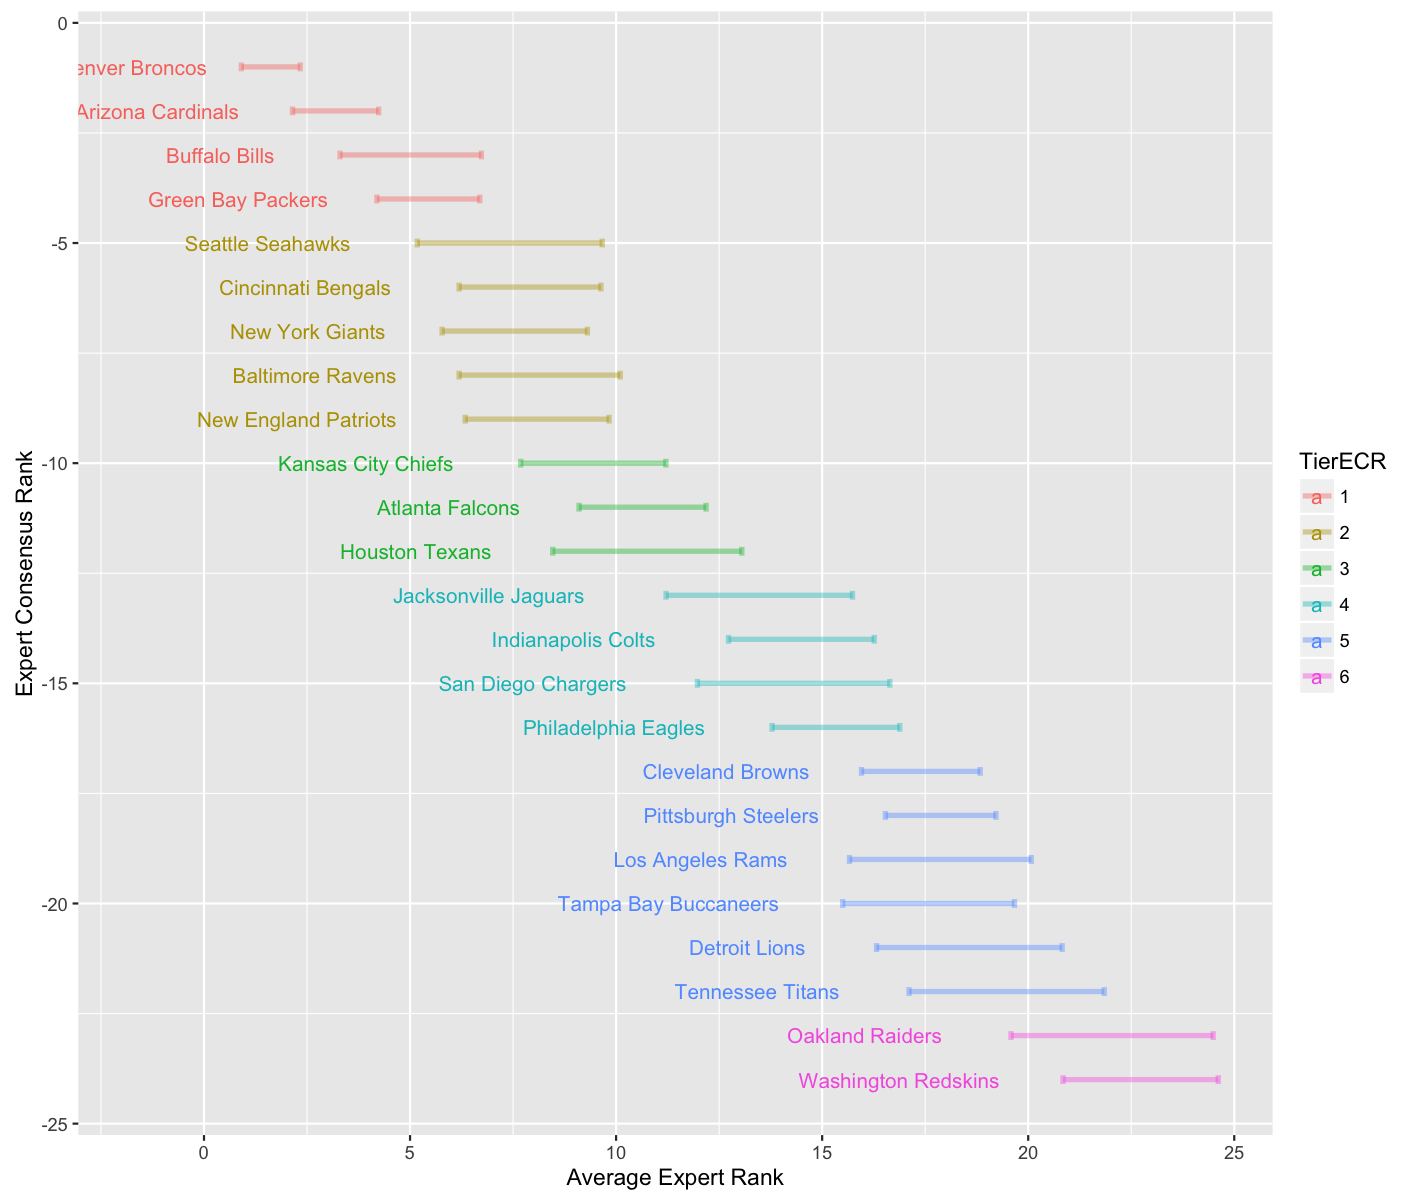 0
enver Broncos
Arizona Cardinals
Buffalo Bills
Green Bay Packers
-5
Seattle Seahawks
Cincinnati Bengals
New York Giants
Baltimore Ravens
New England Patriots
-10
Kansas City Chiefs
Atlanta Falcons
Houston Texans
Jacksonville Jaguars
Indianapolis Colts
-15
San Diego Chargers
Philadelphia Eagles
Cleveland Browns
Pittsburgh Steelers
Los Angeles Rams
-20
Tampa Bay Buccaneers
Detroit Lions
Tennessee Titans
Oakland Raiders
Washington Redskins
-25
0 5 10 15 20 25
Average Expert Rank
Expert Consensus Rank
TierECR
a 1
a 2
a 3
a 4
a 5
a 6